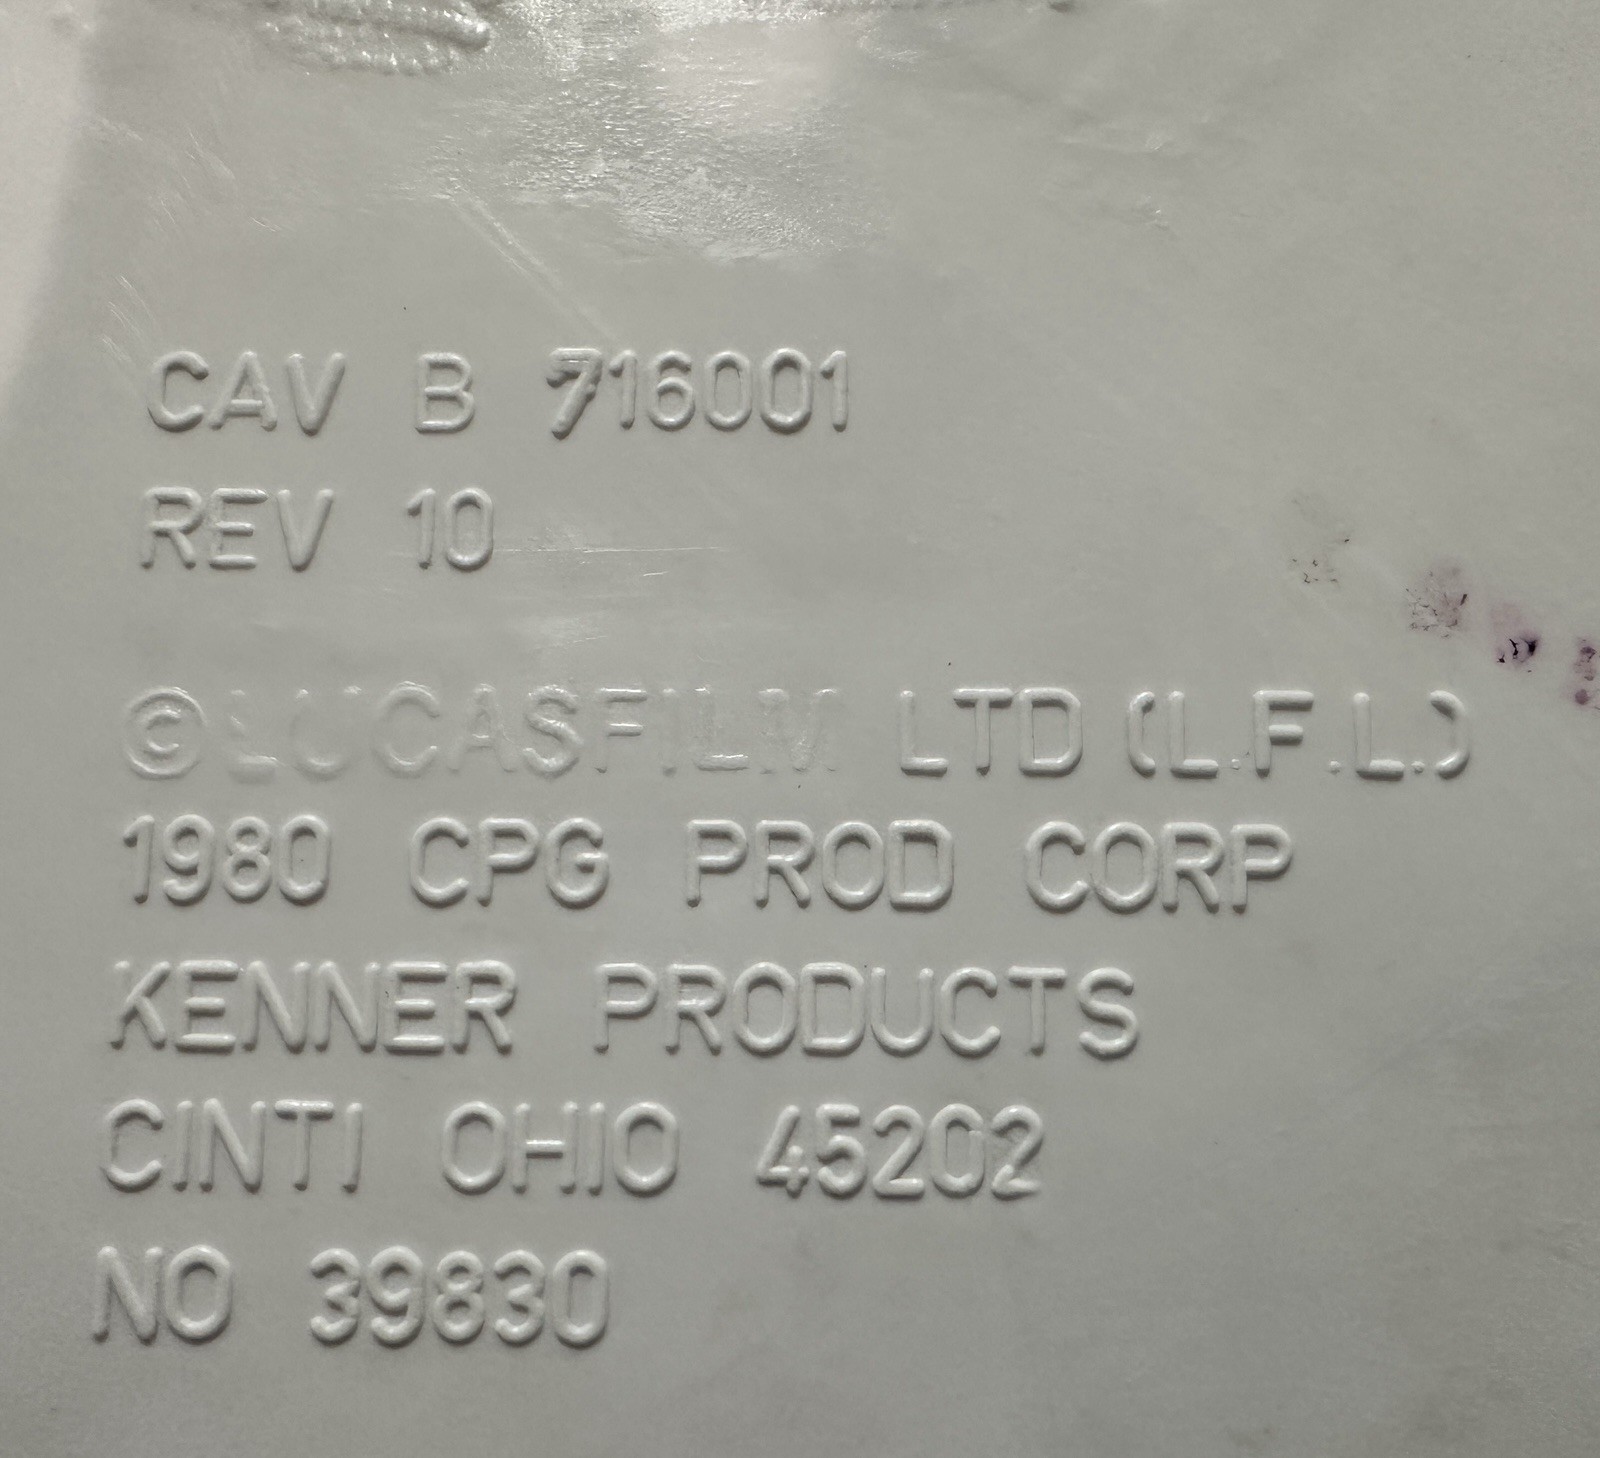 CAV B 716001
REV 10
©LUCASFILM LTD (L.F.L.)
1980 CPG PROD CORP
KENNER PRODUCTS
CINTI OHIO 45202
NO 39830